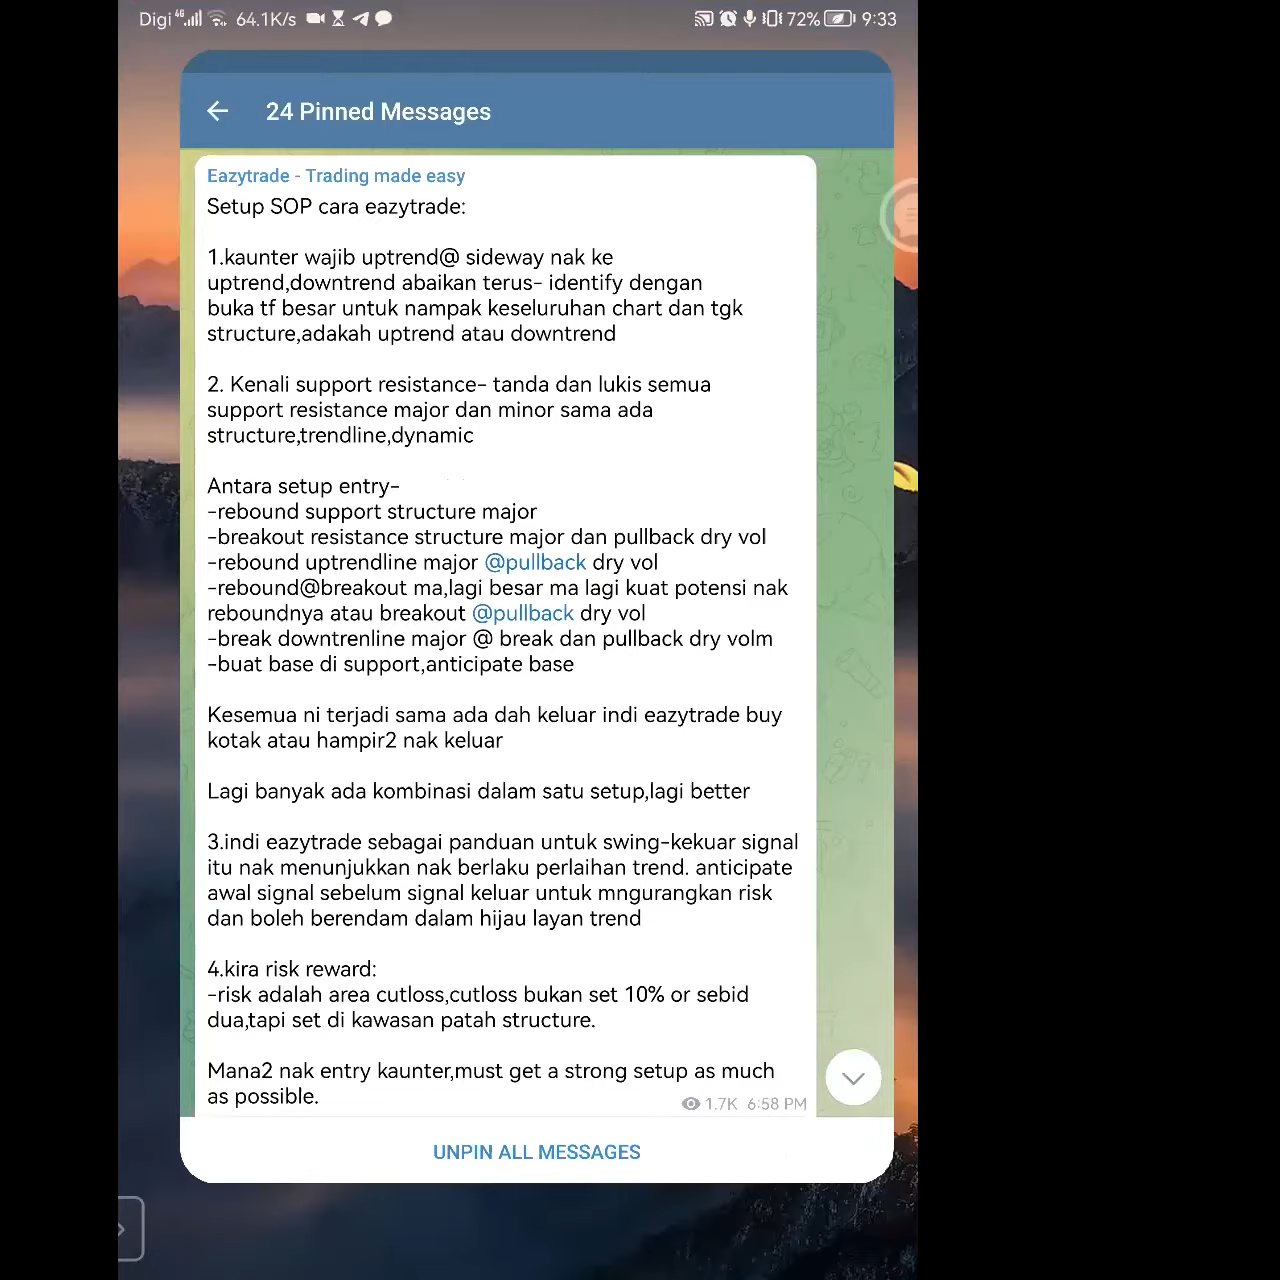 Digi 4G 64.1K/s 72% 9:33
24 Pinned Messages
Eazytrade - Trading made easy
Setup SOP cara eazytrade:
1.kaunter wajib uptrend@ sideway nak ke
uptrend,downtrend abaikan terus- identify dengan
buka tf besar untuk nampak keseluruhan chart dan tgk
structure,adakah uptrend atau downtrend
2. Kenali support resistance- tanda dan lukis semua
support resistance major dan minor sama ada
structure,trendline,dynamic
Antara setup entry-
-rebound support structure major
-breakout resistance structure major dan pullback dry vol
-rebound uptrendline major @pullback dry vol
-rebound@breakout ma,lagi besar ma lagi kuat potensi nak
reboundnya atau breakout @pullback dry vol
-break downtrenline major @ break dan pullback dry volm
-buat base di support,anticipate base
Kesemua ni terjadi sama ada dah keluar indi eazytrade buy
kotak atau hampir2 nak keluar
Lagi banyak ada kombinasi dalam satu setup,lagi better
3.indi eazytrade sebagai panduan untuk swing-kekuar signal
itu nak menunjukkan nak berlaku perlaihan trend. anticipate
awal signal sebelum signal keluar untuk mngurangkan risk
dan boleh berendam dalam hijau layan trend
4.kira risk reward:
-risk adalah area cutloss,cutloss bukan set 10% or sebid
dua,tapi set di kawasan patah structure.
Mana2 nak entry kaunter,must get a strong setup as much
as possible.
1.7K 6:58 PM
UNPIN ALL MESSAGES